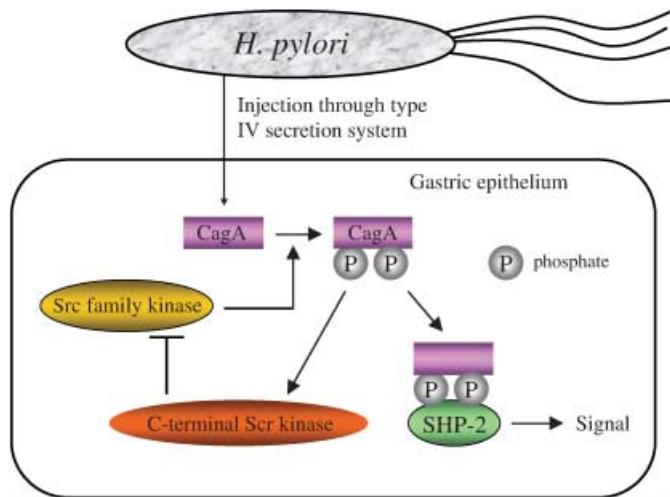 H. pylori
Injection through type
IV secretion system
Gastric epithelium
CagA
CagA
P
P
P
phosphate
Src family kinase
P
P
C-terminal Scr kinase
SHP-2
Signal